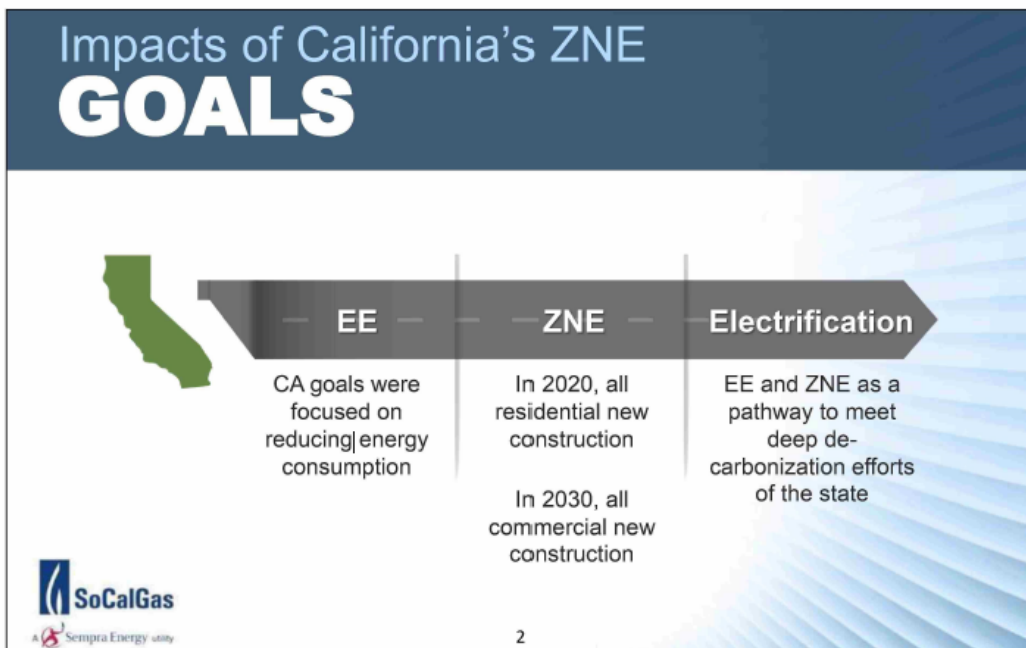 Impacts of California's ZNE
GOALS
EE
ZNE
Electrification
CA goals were
focused on
reducing energy
consumption
In 2020, all
residential new
construction
In 2030, all
commercial new
construction
EE and ZNE as a
pathway to meet
deep de-
carbonization efforts
of the state
SoCalGas
A Sempra Energy utility
2